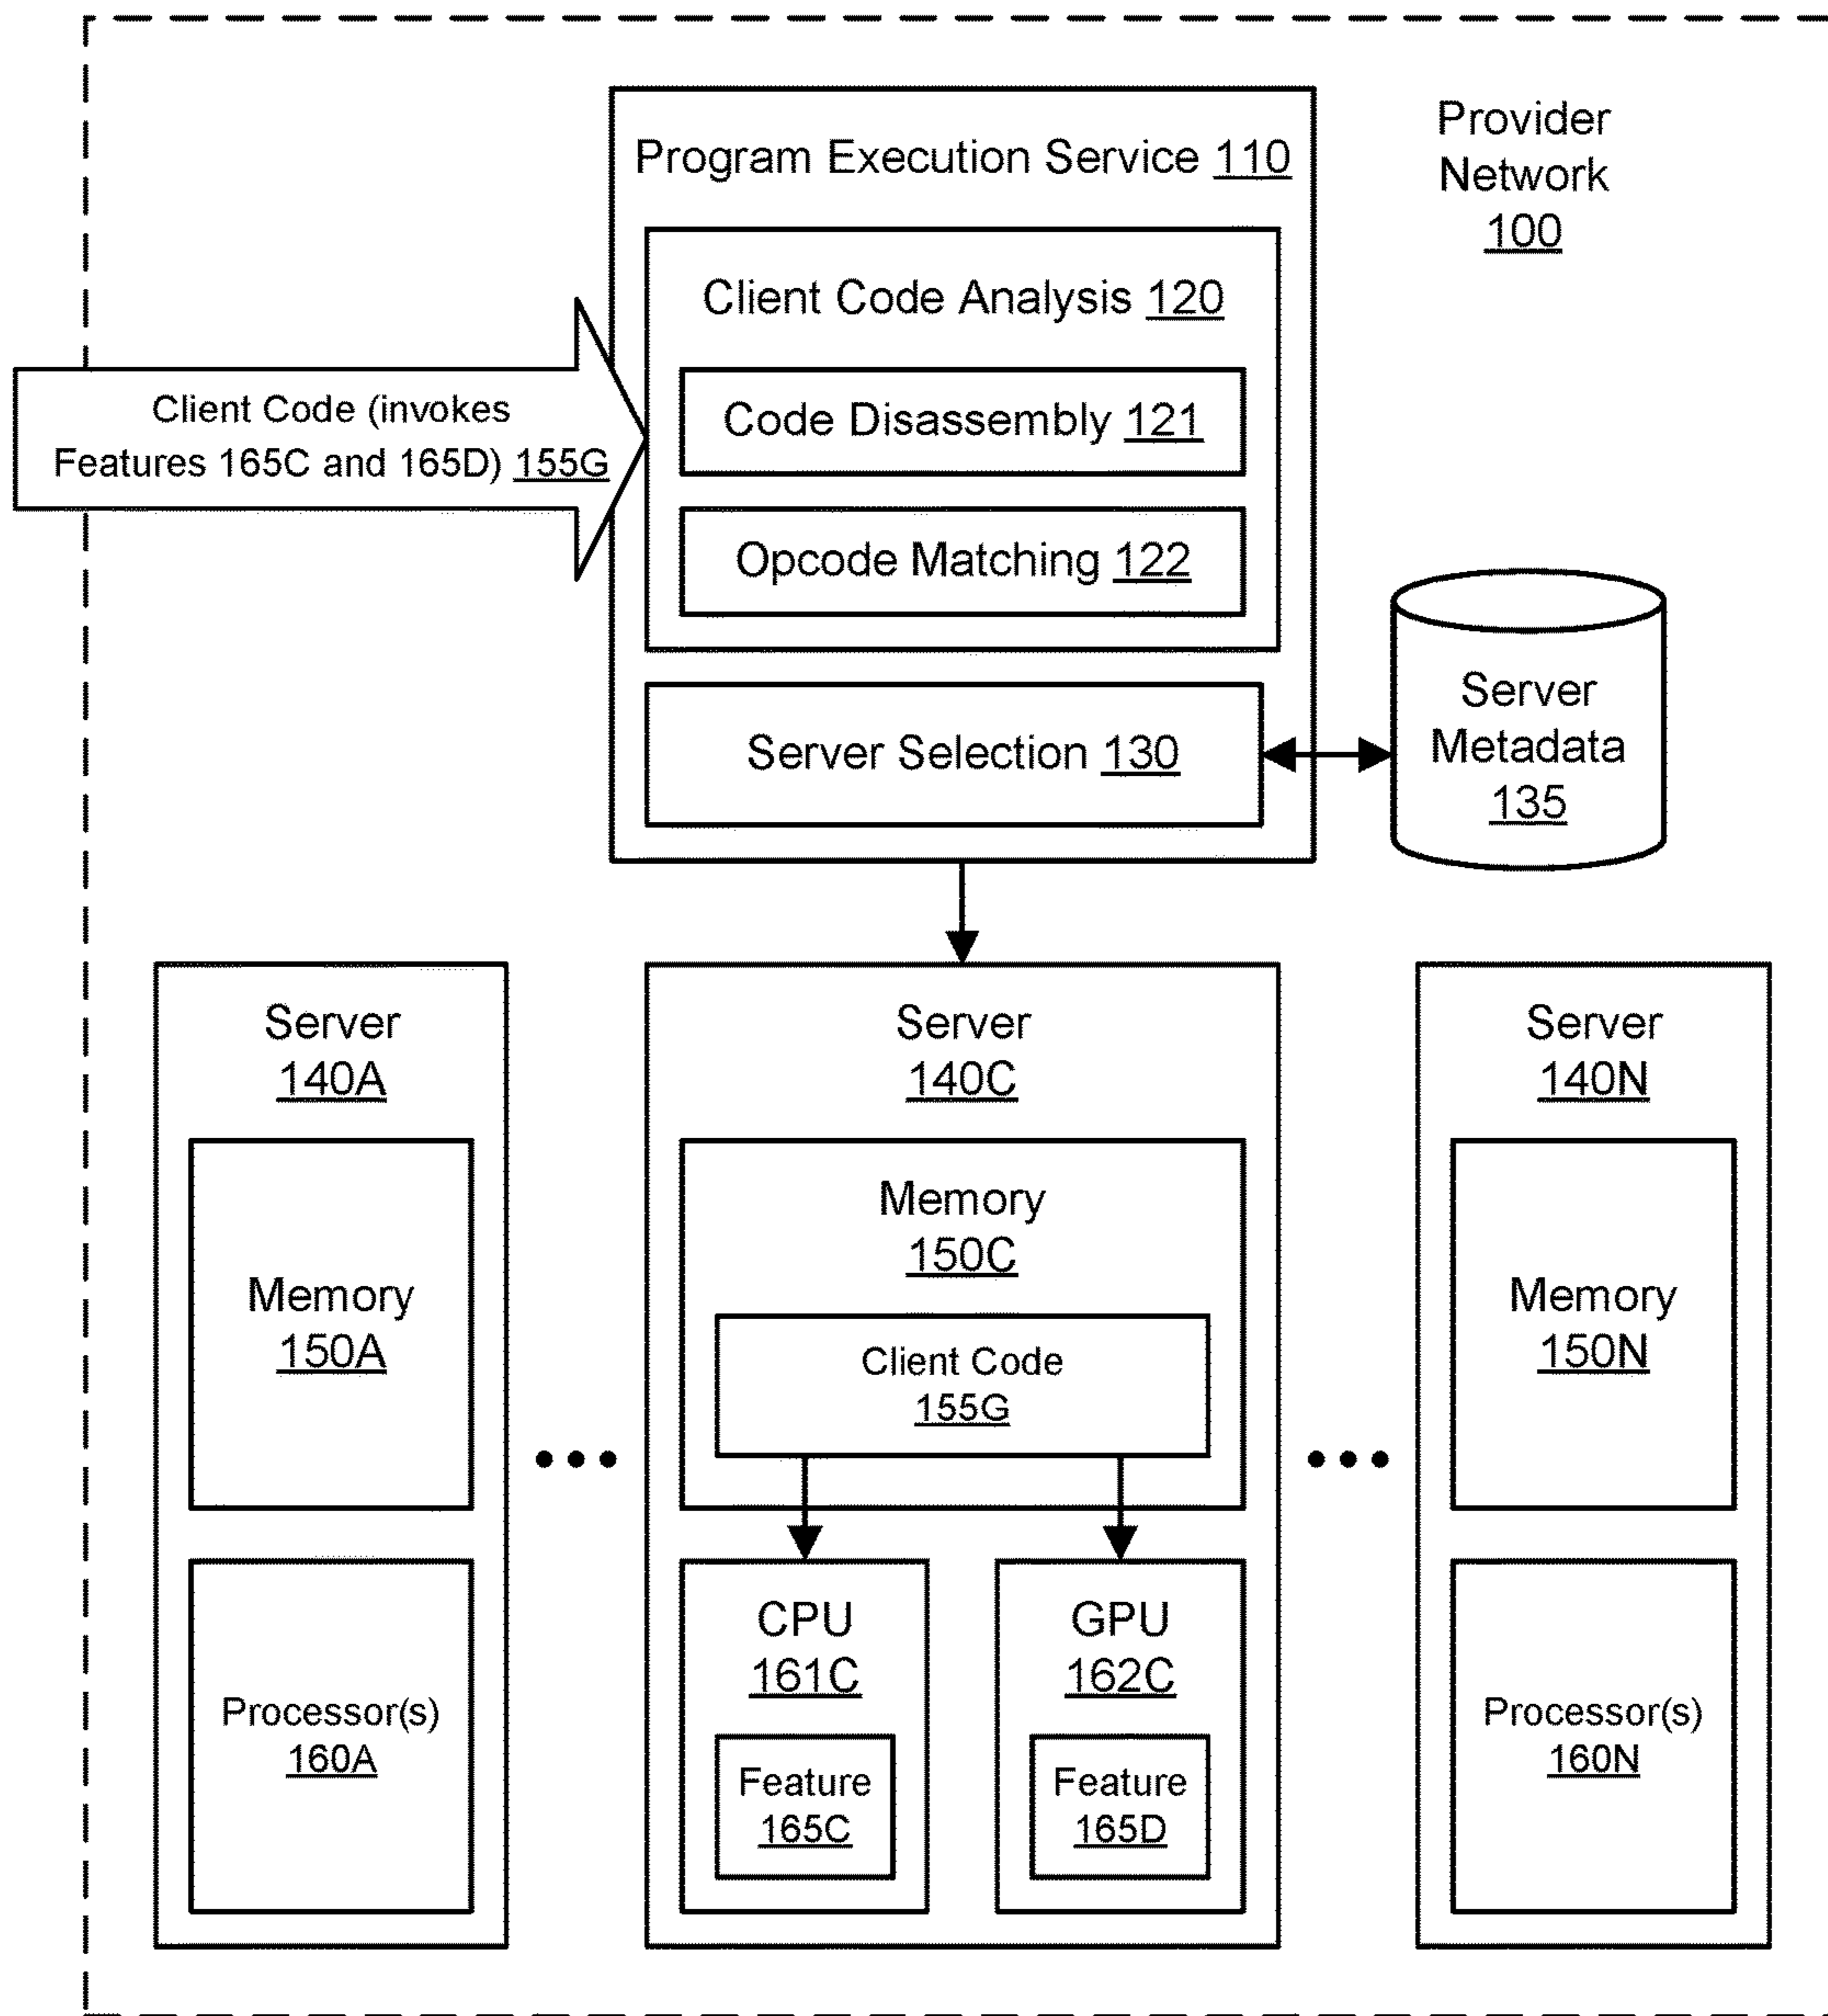 Provider
Network
100
Program Execution Service 110
Client Code Analysis 120
Client Code (invokes
Features 165C and 165D) 155G
Code Disassembly 121
Opcode Matching 122
Server Selection 130
Server
Metadata
135
Server
140A
Memory
150A
Processor(s)
160A
Server
140C
Memory
150C
Client Code
155G
CPU
161C
Feature
165C
GPU
162C
Feature
165D
Server
140N
Memory
150N
Processor(s)
160N